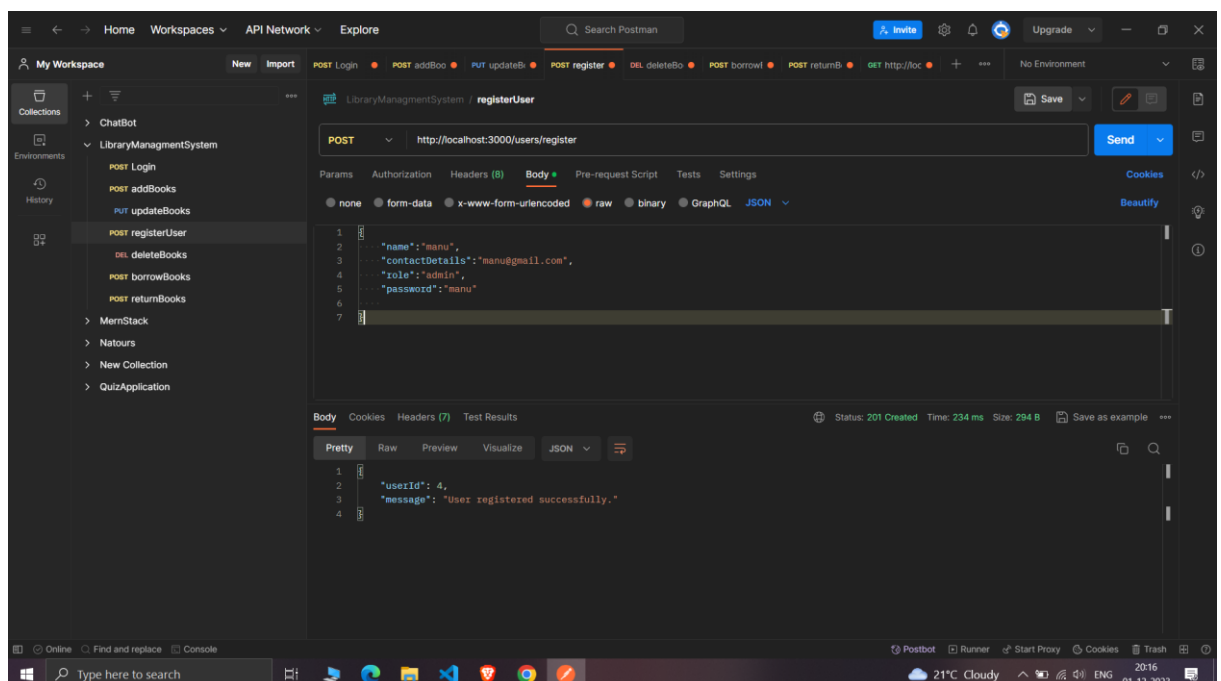 Home Workspaces API Network Explore Search Postman Invite Upgrade
My Workspace New Import POST Login POST addBoo PUT updateB POST register DEL deleteBo POST borrowl POST returnB GET http://loc No Environment
Collections
Environments
History
ChatBot
LibraryManagmentSystem
POST Login
POST addBooks
PUT updateBooks
POST registerUser
DEL deleteBooks
POST borrowBooks
POST returnBooks
MernStack
Natours
New Collection
QuizApplication
HTTP LibraryManagmentSystem / registerUser Save
POST http://localhost:3000/users/register Send
Params Authorization Headers (8) Body Pre-request Script Tests Settings Cookies
none form-data x-www-form-urlencoded raw binary GraphQL JSON Beautify
1 {
2 "name":"manu",
3 "contactDetails":"manu@gmail.com",
4 "role":"admin",
5 "password":"manu"
6
7 }
Body Cookies Headers (7) Test Results Status: 201 Created Time: 234 ms Size: 294 B Save as example
Pretty Raw Preview Visualize JSON
1 {
2 "userId": 4,
3 "message": "User registered successfully."
4 }
Online Find and replace Console Postbot Runner Start Proxy Cookies Trash
Type here to search 21°C Cloudy ENG 20:16
01-12-2023